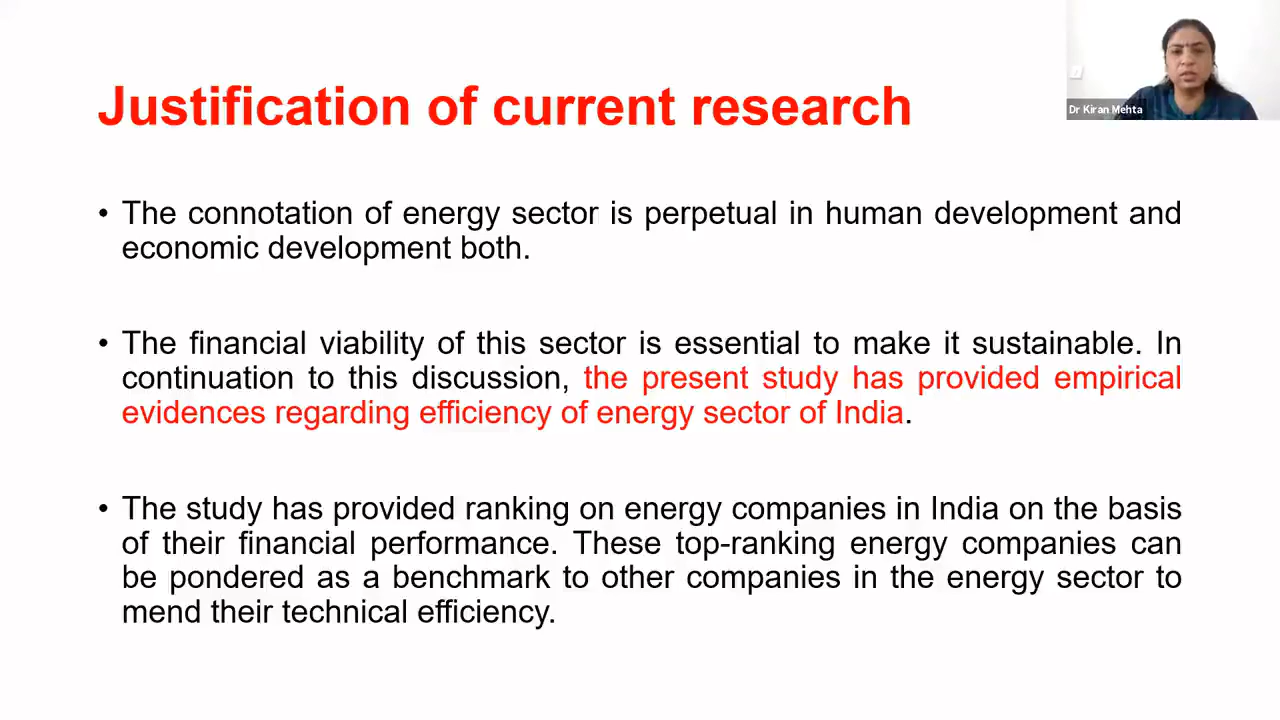 Justification of current research
Dr Kiran Mehta
• The connotation of energy sector is perpetual in human development and
economic development both.
• The financial viability of this sector is essential to make it sustainable. In
continuation to this discussion, the present study has provided empirical
evidences regarding efficiency of energy sector of India.
• The study has provided ranking on energy companies in India on the basis
of their financial performance. These top-ranking energy companies can
be pondered as a benchmark to other companies in the energy sector to
mend their technical efficiency.